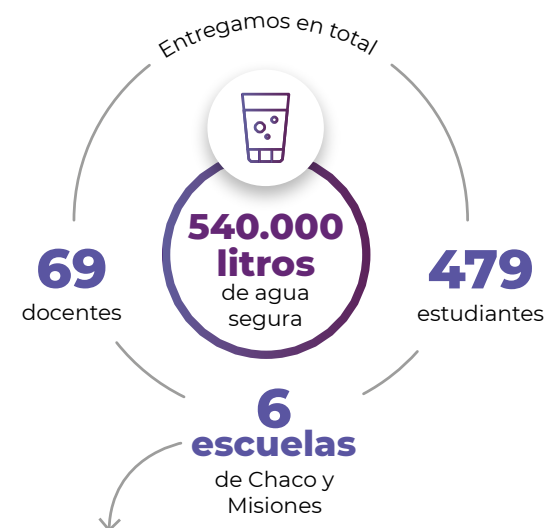 Entregamos en total
540.000
litros
de agua
segura
69
docentes
479
estudiantes
6
escuelas
de Chaco y
Misiones